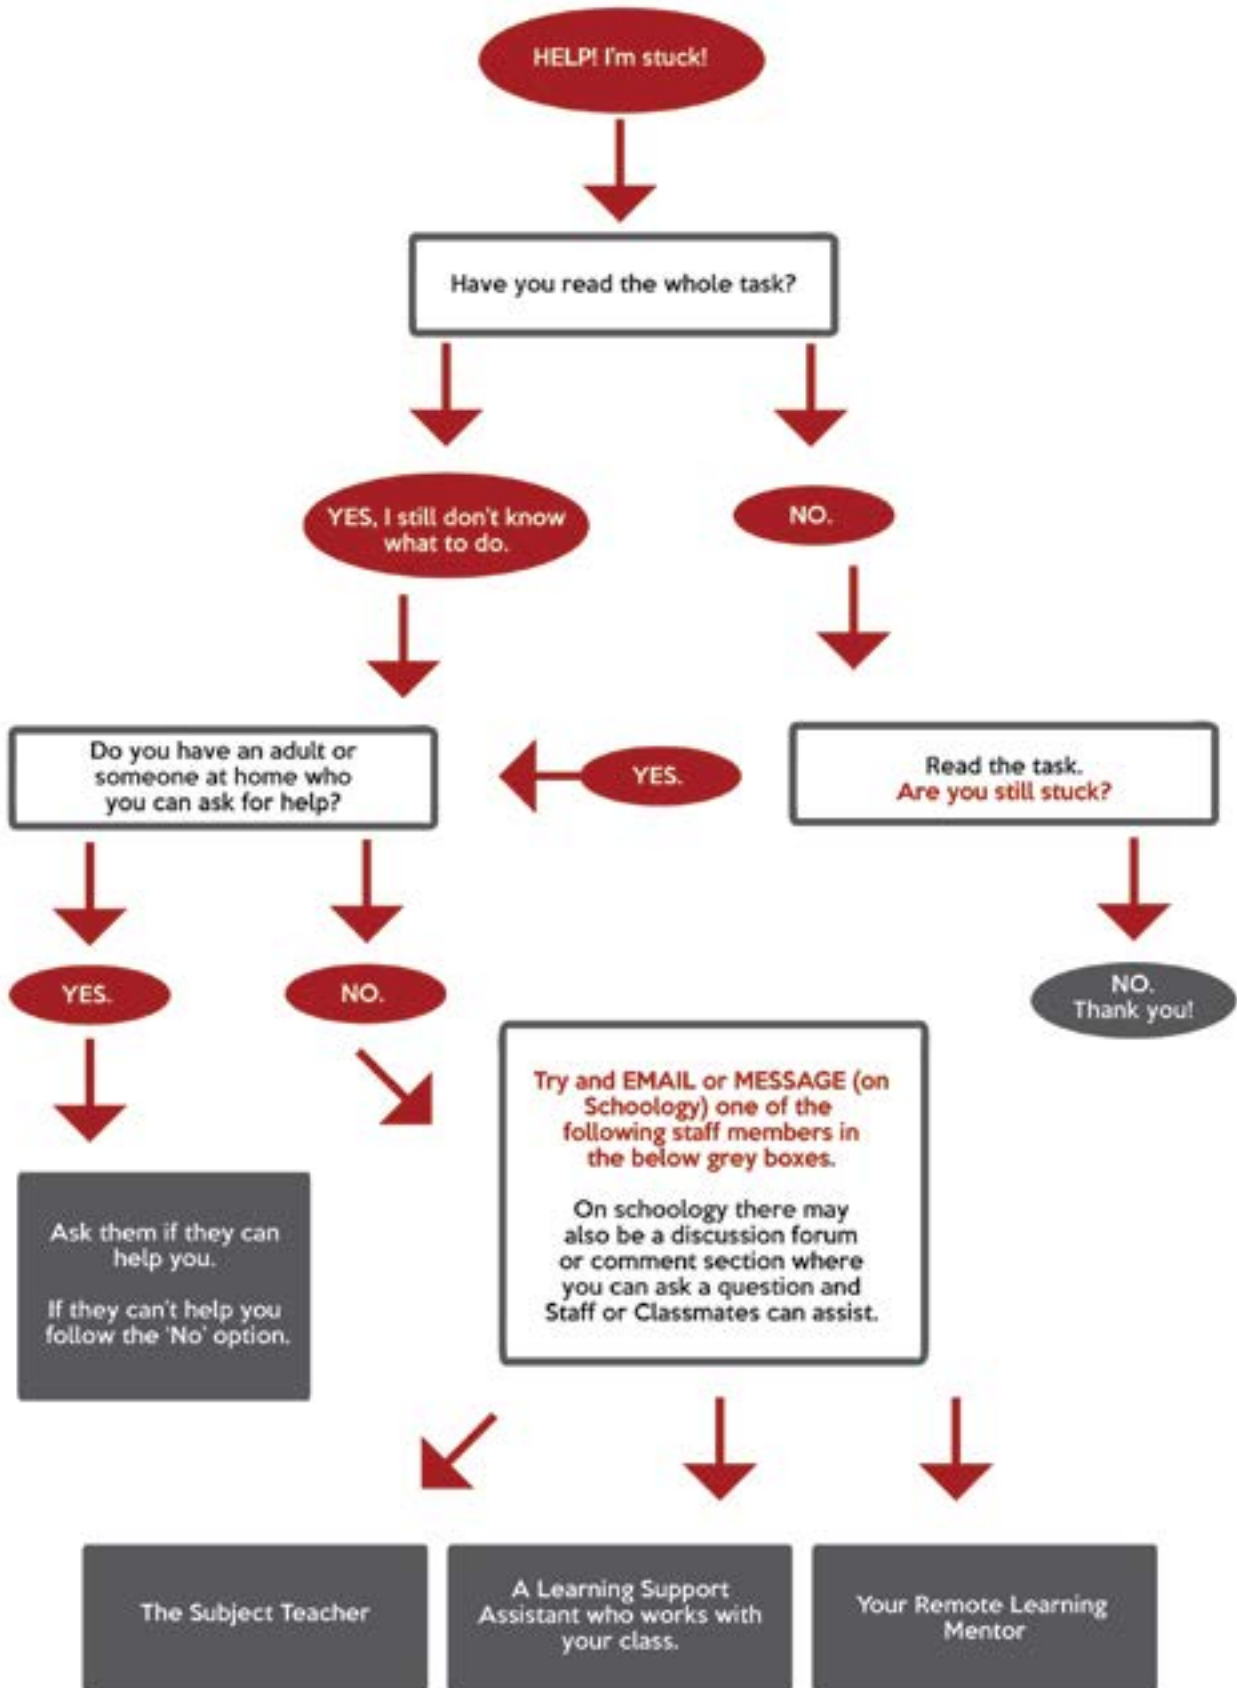 HELP! I'm stuck!
Have you read the whole task?
YES, I still don't know
what to do.
NO.
Do you have an adult or
someone at home who
you can ask for help?
YES.
Read the task.
Are you still stuck?
YES.
NO.
NO.
Thank you!
Try and EMAIL or MESSAGE (on
Schoology) one of the
following staff members in
the below grey boxes.
On schoology there may
also be a discussion forum
or comment section where
you can ask a question and
Staff or Classmates can assist.
Ask them if they can
help you.
If they can't help you
follow the 'No' option.
The Subject Teacher
A Learning Support
Assistant who works with
your class.
Your Remote Learning
Mentor